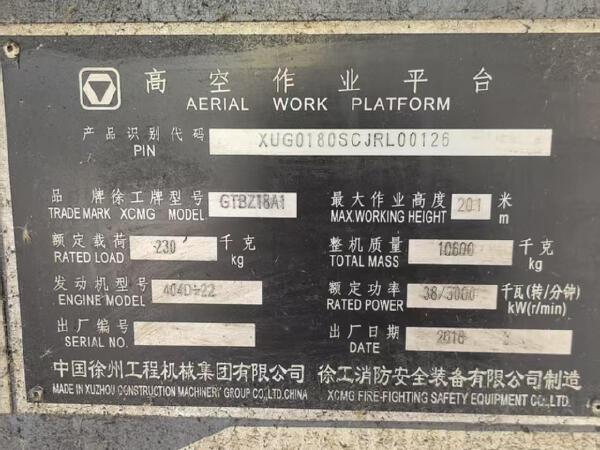 高空作业平台
AERIAL WORK PLATFORM
产品识别代码 XUG0180SCJRL00126
PIN
品牌徐工牌型号 GTBZ18A1 最大作业高度 20.1 米
TRADE MARK XCMG MODEL MAX.WORKING HEIGHT m
额定载荷 230 千克 整机质量 10600 千克
RATED LOAD kg TOTAL MASS kg
发动机型号 404D-22 额定功率 38/3000 千瓦(转/分钟)
ENGINE MODEL RATED POWER kW(r/min)
出厂编号 出厂日期 2018
SERIAL NO. DATE
中国徐州工程机械集团有限公司 徐工消防安全装备有限公司制造
MADE IN XUZHOU CONSTRUCTION MACHINERY GROUP CO.,LTD.CHINA XCMG FIRE-FIGHTING SAFETY EQUIPMENT CO.,LTD.